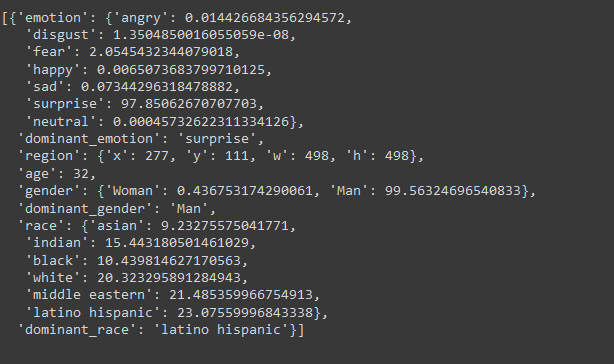 [{'emotion': {'angry': 0.014426684356294572,
'disgust': 1.3504850016055059e-08,
'fear': 2.0545432344079018,
'happy': 0.0065073683799710125,
'sad': 0.07344296318478882,
'surprise': 97.85062670707703,
'neutral': 0.00045732622311334126},
'dominant_emotion': 'surprise',
'region': {'x': 277, 'y': 111, 'w': 498, 'h': 498},
'age': 32,
'gender': {'Woman': 0.436753174290061, 'Man': 99.56324696540833},
'dominant_gender': 'Man',
'race': {'asian': 9.23275575041771,
'indian': 15.443180501461029,
'black': 10.439814627170563,
'white': 20.323295891284943,
'middle eastern': 21.485359966754913,
'latino hispanic': 23.07559996843338},
'dominant_race': 'latino hispanic'}]